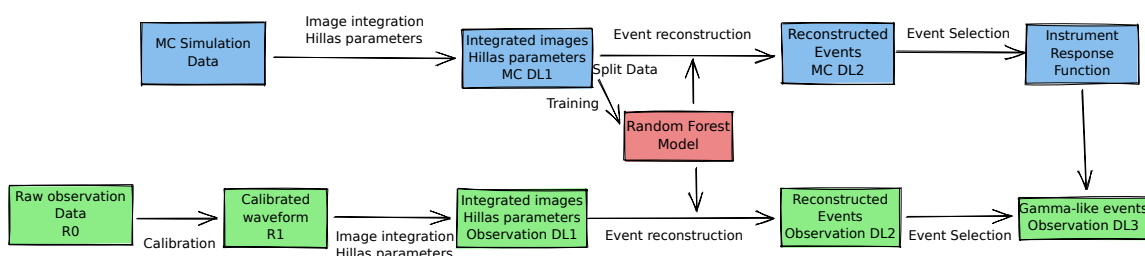 MC Simulation
Data
Image integration
Hillas parameters
Integrated images
Hillas parameters
MC DL1
Event reconstruction
Split Data
Training
Reconstructed
Events
MC DL2
Event Selection
Instrument
Response
Function
Random Forest
Model
Raw observation
Data
R0
Calibration
Calibrated
waveform
R1
Image integration
Hillas parameters
Integrated images
Hillas parameters
Observation DL1
Event reconstruction
Reconstructed
Events
Observation DL2
Event Selection
Gamma-like events
Observation DL3